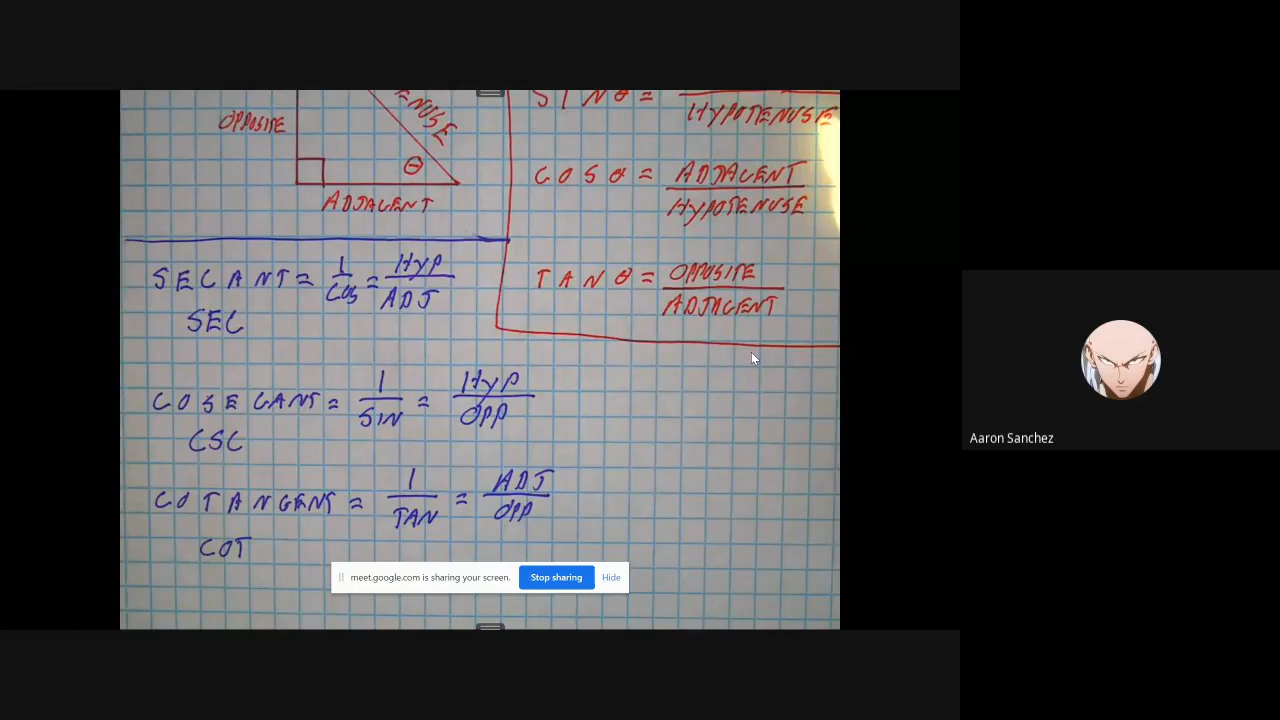 OPPOSITE
ENUSE
θ
ADJACENT
SIN θ =
HYPOTENUSE
COS θ = ADJACENT
HYPOTENUSE
TAN θ = OPPOSITE
ADJACENT
SECANT = 1 = HYP
COS ADJ
SEC
COSECANT = 1 = HYP
SIN OPP
CSC
COTANGENT = 1 = ADJ
TAN OPP
COT
meet.google.com is sharing your screen. Stop sharing Hide
Aaron Sanchez